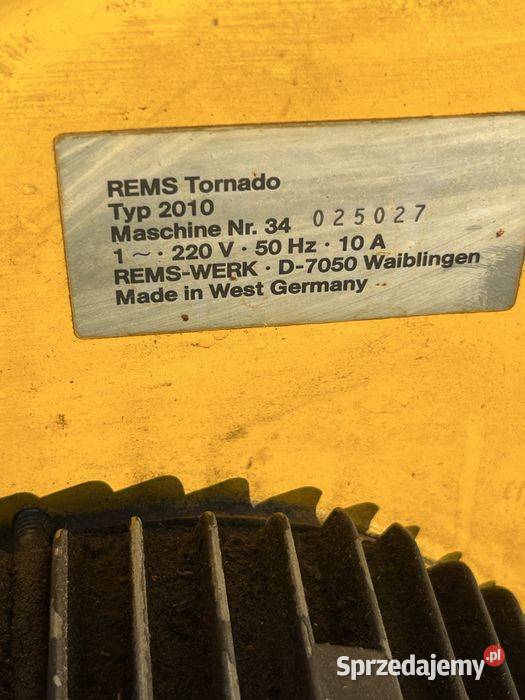 REMS Tornado
Typ 2010
Maschine Nr. 34 025027
1 ~ · 220 V · 50 Hz · 10 A
REMS-WERK · D-7050 Waiblingen
Made in West Germany
Sprzedajemy.pl